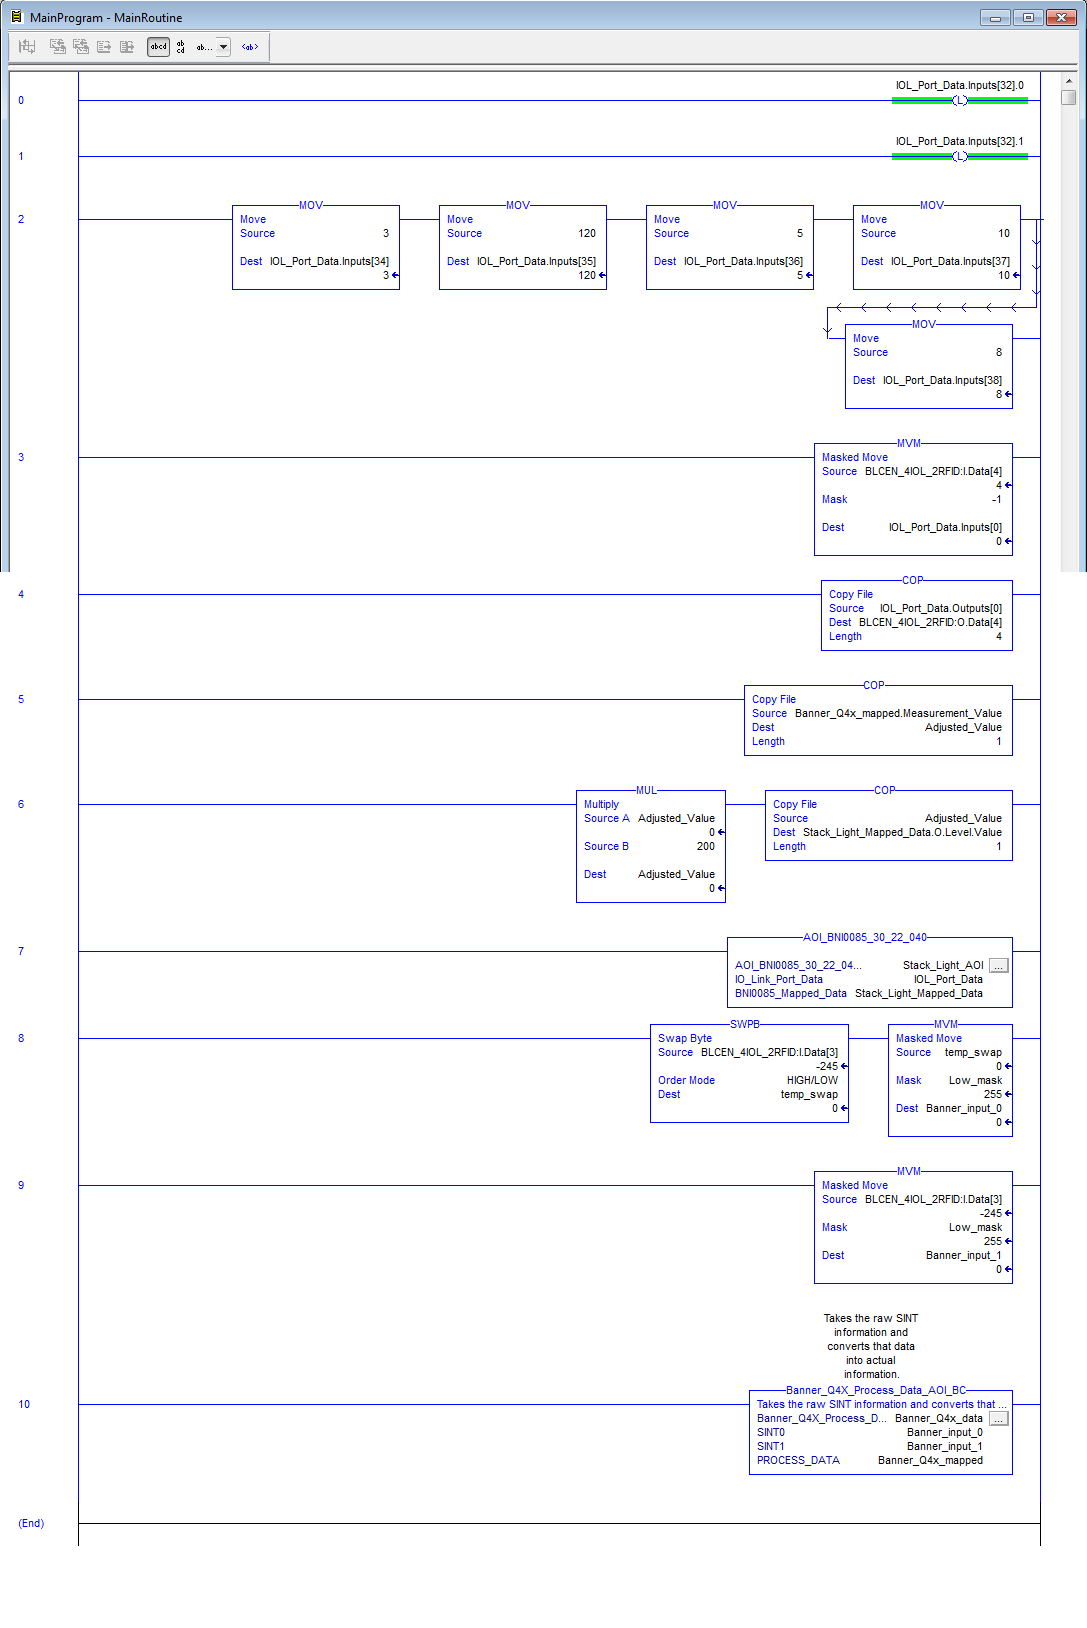 MainProgram - MainRoutine
abcd
ab
cd
ab...
<ab>
IOL_Port_Data.Inputs[32].0
0
L
IOL_Port_Data.Inputs[32].1
1
L
2
MOV
Move
Source 3
Dest IOL_Port_Data.Inputs[34]
3
MOV
Move
Source 120
Dest IOL_Port_Data.Inputs[35]
120
MOV
Move
Source 5
Dest IOL_Port_Data.Inputs[36]
5
MOV
Move
Source 10
Dest IOL_Port_Data.Inputs[37]
10
MOV
Move
Source 8
Dest IOL_Port_Data.Inputs[38]
8
3
MVM
Masked Move
Source BLCEN_4IOL_2RFID:I.Data[4]
4
Mask -1
Dest IOL_Port_Data.Inputs[0]
0
4
COP
Copy File
Source IOL_Port_Data.Outputs[0]
Dest BLCEN_4IOL_2RFID:O.Data[4]
Length 4
5
COP
Copy File
Source Banner_Q4x_mapped.Measurement_Value
Dest Adjusted_Value
Length 1
6
MUL
Multiply
Source A Adjusted_Value
0
Source B 200
Dest Adjusted_Value
0
COP
Copy File
Source Adjusted_Value
Dest Stack_Light_Mapped_Data.O.Level.Value
Length 1
7
AOI_BNI0085_30_22_040
AOI_BNI0085_30_22_04... Stack_Light_AOI ...
IO_Link_Port_Data IOL_Port_Data
BNI0085_Mapped_Data Stack_Light_Mapped_Data
8
SWPB
Swap Byte
Source BLCEN_4IOL_2RFID:I.Data[3]
-245
Order Mode HIGH/LOW
Dest temp_swap
0
MVM
Masked Move
Source temp_swap
0
Mask Low_mask
255
Dest Banner_input_0
0
9
MVM
Masked Move
Source BLCEN_4IOL_2RFID:I.Data[3]
-245
Mask Low_mask
255
Dest Banner_input_1
0
Takes the raw SINT
information and
converts that data
into actual
information.
10
Banner_Q4X_Process_Data_AOI_BC
Takes the raw SINT information and converts that ...
Banner_Q4X_Process_D... Banner_Q4x_data ...
SINT0 Banner_input_0
SINT1 Banner_input_1
PROCESS_DATA Banner_Q4x_mapped
(End)